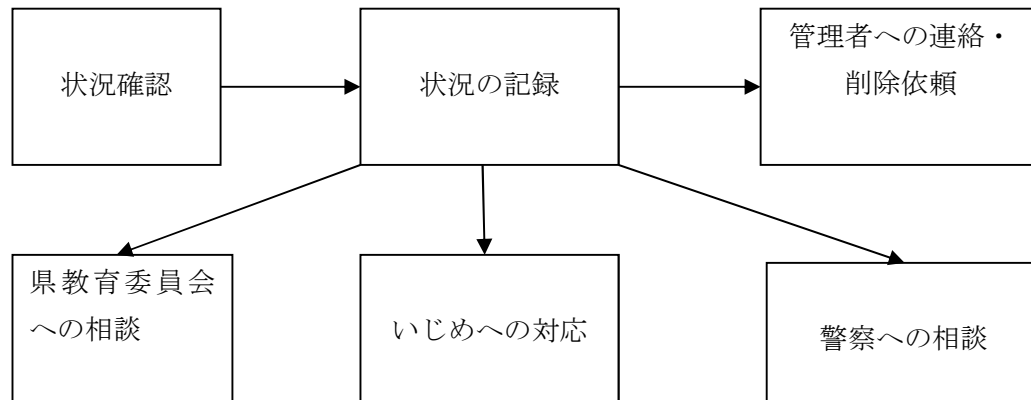 状況確認
状況の記録
管理者への連絡・
削除依頼
県教育委員会
への相談
いじめへの対応
警察への相談